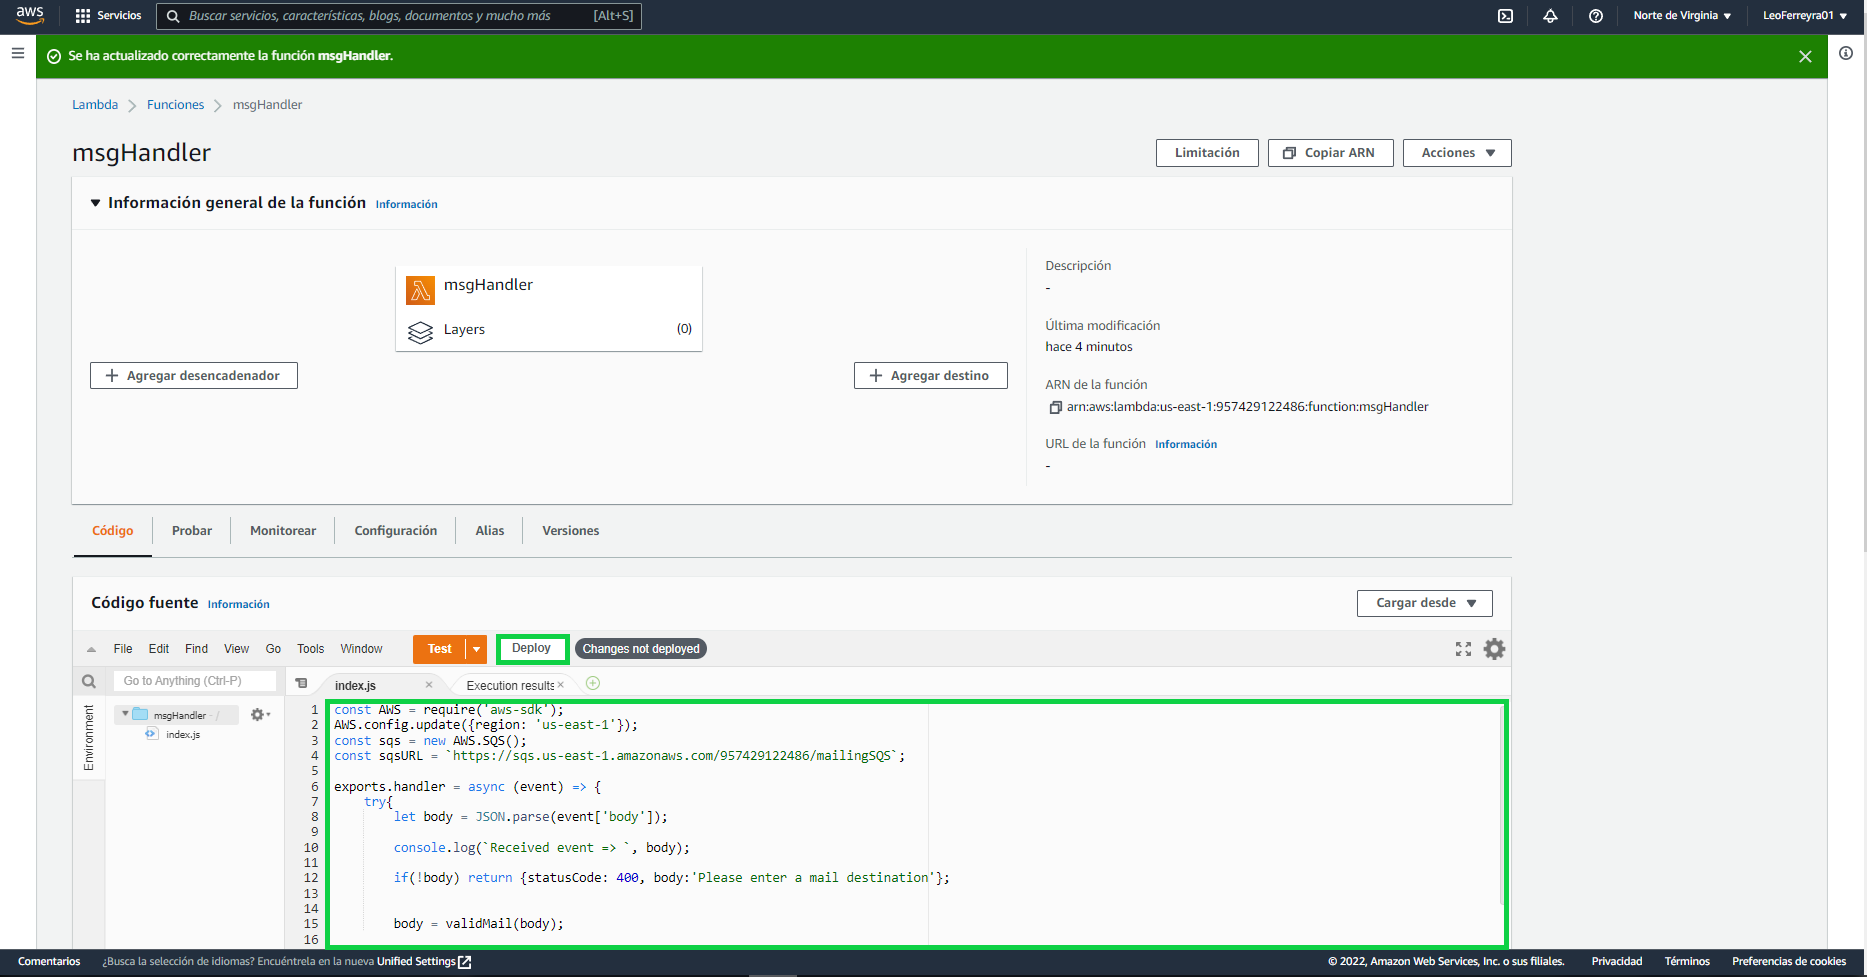 aws Servicios Buscar servicios, características, blogs, documentos y mucho más [Alt+S] Norte de Virginia LeoFerreyra01
Se ha actualizado correctamente la función msgHandler.
Lambda Funciones msgHandler
msgHandler
Limitación Copiar ARN Acciones
Información general de la función Información
msgHandler
Layers (0)
Agregar desencadenador
Agregar destino
Descripción
-
Última modificación
hace 4 minutos
ARN de la función
arn:aws:lambda:us-east-1:957429122486:function:msgHandler
URL de la función Información
-
Código Probar Monitorear Configuración Alias Versiones
Código fuente Información Cargar desde
File Edit Find View Go Tools Window Test Deploy Changes not deployed
Go to Anything (Ctrl-P) index.js Execution results
Environment
msgHandler - /
index.js
1 const AWS = require('aws-sdk');
2 AWS.config.update({region: 'us-east-1'});
3 const sqs = new AWS.SQS();
4 const sqsURL = `https://sqs.us-east-1.amazonaws.com/957429122486/mailingSQS`;
5
6 exports.handler = async (event) => {
7 try{
8 let body = JSON.parse(event['body']);
9
10 console.log(`Received event => `, body);
11
12 if(!body) return {statusCode: 400, body:'Please enter a mail destination'};
13
14
15 body = validMail(body);
16
Comentarios ¿Busca la selección de idiomas? Encuéntrela en la nueva Unified Settings © 2022, Amazon Web Services, Inc. o sus filiales. Privacidad Términos Preferencias de cookies